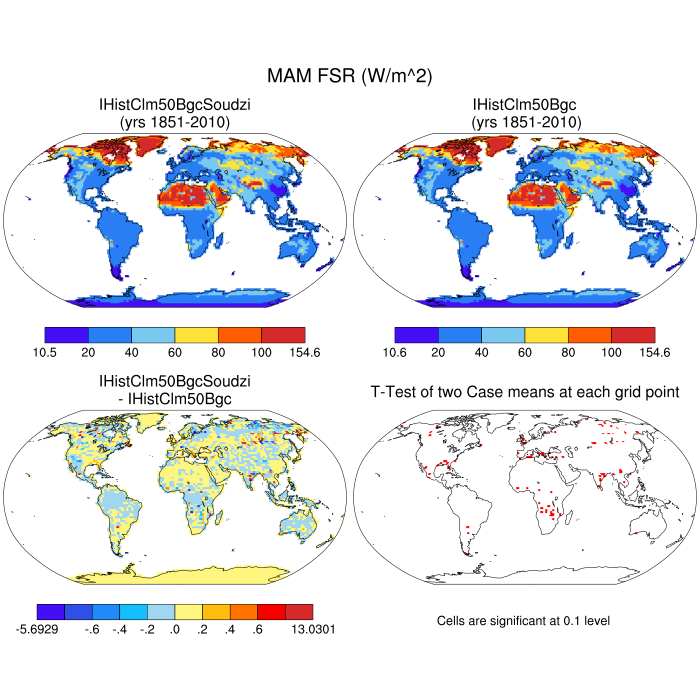 MAM FSR (W/m^2)
IHistClm50BgcSoudzi
(yrs 1851-2010)
IHistClm50Bgc
(yrs 1851-2010)
10.5 20 40 60 80 100 154.6
10.6 20 40 60 80 100 154.6
IHistClm50BgcSoudzi
- IHistClm50Bgc
T-Test of two Case means at each grid point
-5.6929 -.6 -.4 -.2 .0 .2 .4 .6 13.0301
Cells are significant at 0.1 level